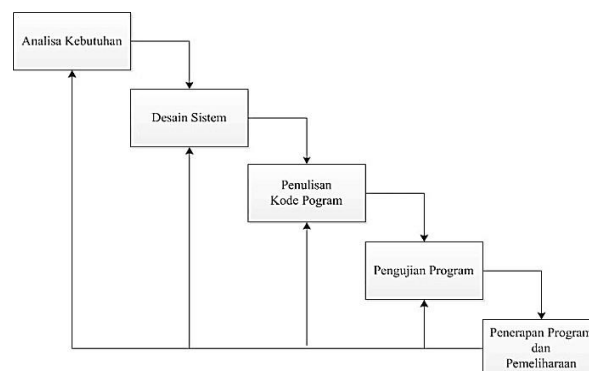 Analisa Kebutuhan
Desain Sistem
Penulisan
Kode Pogram
Pengujian Program
Penerapan Program
dan
Pemeliharaan